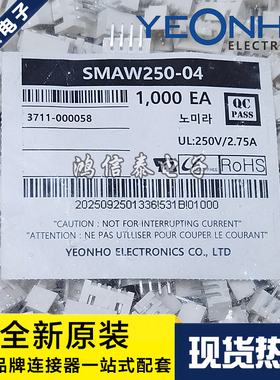 电子
YEONHO
ELECTRONICS
SMAW250-04
1,000 EA
QC
PASS
3711-000058
노미라
UL:250V/2.75A
鸿信泰电子
RoHS
2025092501336I531BI01000
"CAUTION : NOT FOR INTERRUPTING CURRENT"
"ATTENTION : NE PAS UTILISER POUR COUPER LE COURANT"
YEONHO ELECTRONICS CO., LTD
全新原装
品牌连接器一站式配套
现货热